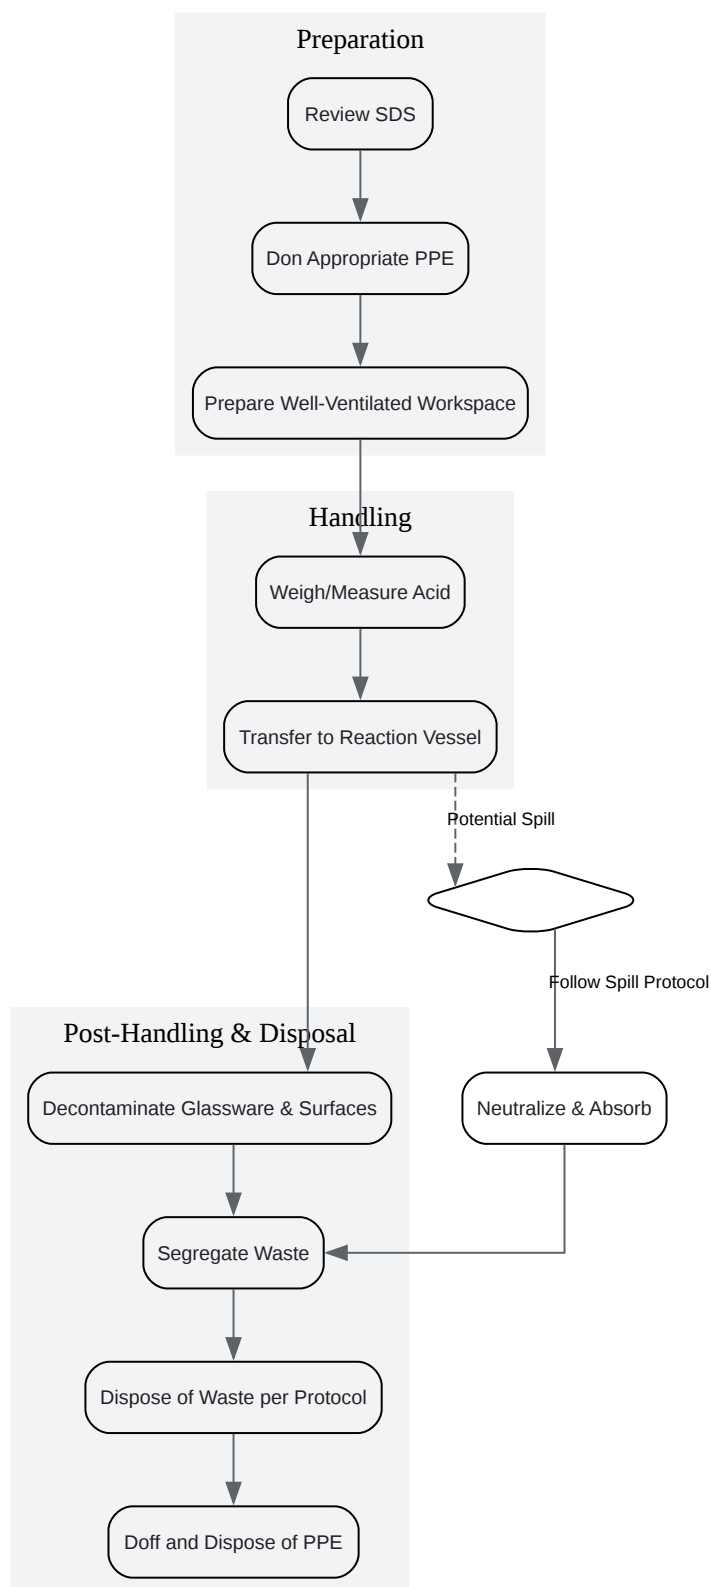 Preparation
Review SDS
Don Appropriate PPE
Prepare Well-Ventilated Workspace
Handling
Weigh/Measure Acid
Transfer to Reaction Vessel
Potential Spill
Follow Spill Protocol
Post-Handling & Disposal
Decontaminate Glassware & Surfaces
Neutralize & Absorb
Segregate Waste
Dispose of Waste per Protocol
Doff and Dispose of PPE